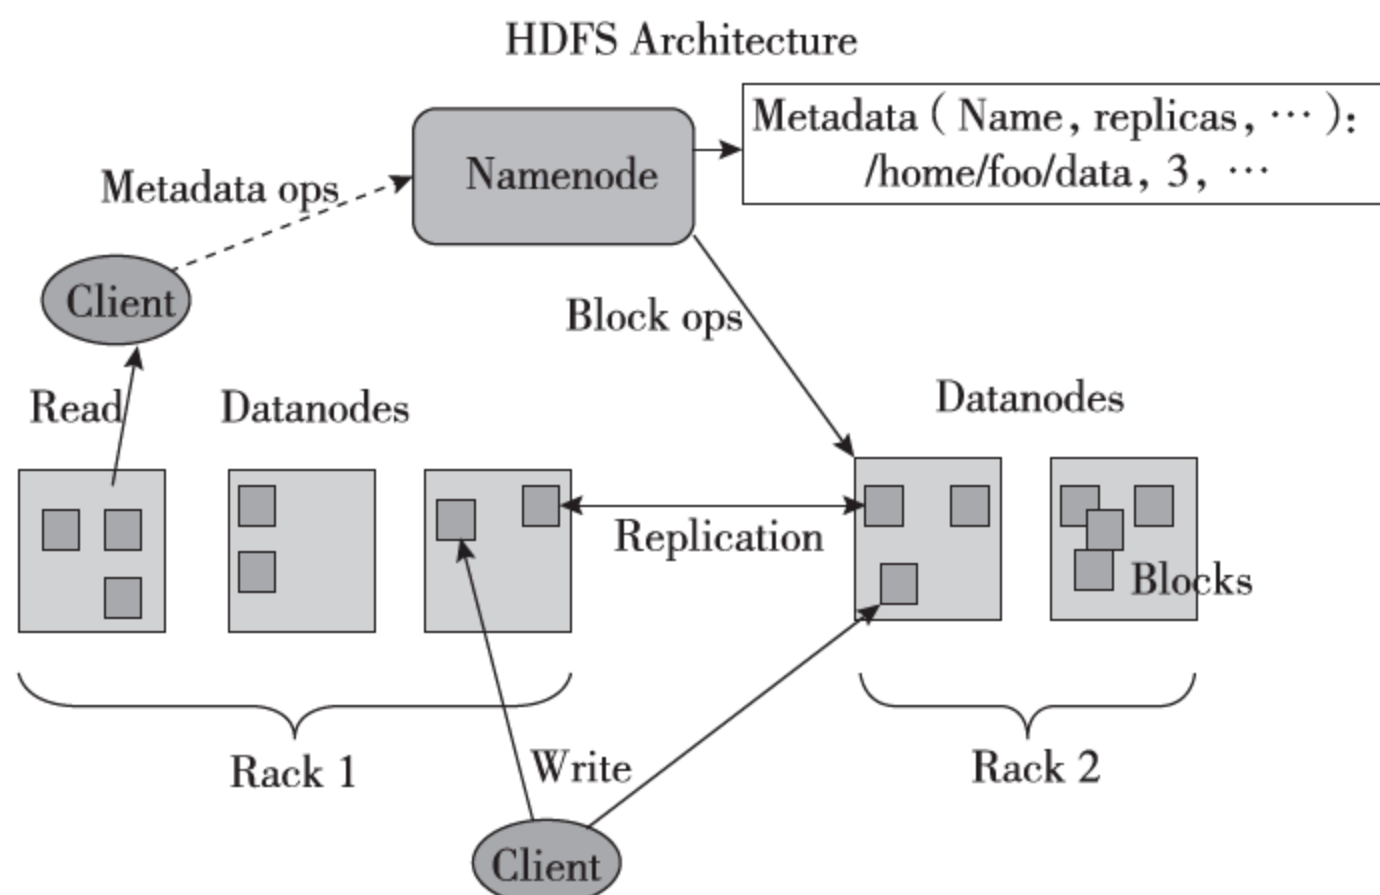 HDFS Architecture
Metadata ( Name, replicas, ··· ):
/home/foo/data, 3, ···
Namenode
Metadata ops
Client
Block ops
Read
Datanodes
Datanodes
Replication
Blocks
Rack 1
Write
Rack 2
Client